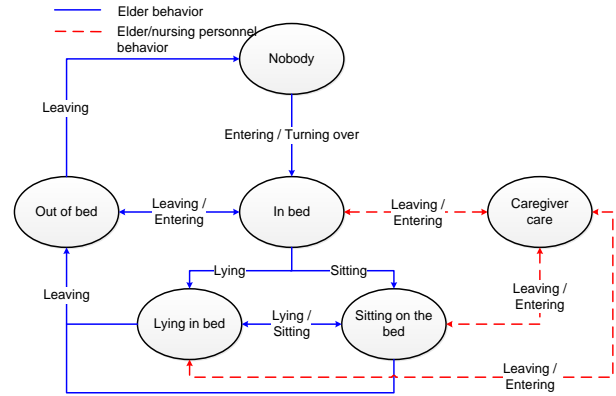 Elder behavior
Elder/nursing personnel
behavior
Nobody
Leaving
Entering / Turning over
Out of bed
Leaving /
Entering
In bed
Leaving /
Entering
Caregiver
care
Lying
Sitting
Leaving
Leaving /
Entering
Lying in bed
Lying /
Sitting
Sitting on the
bed
Leaving /
Entering